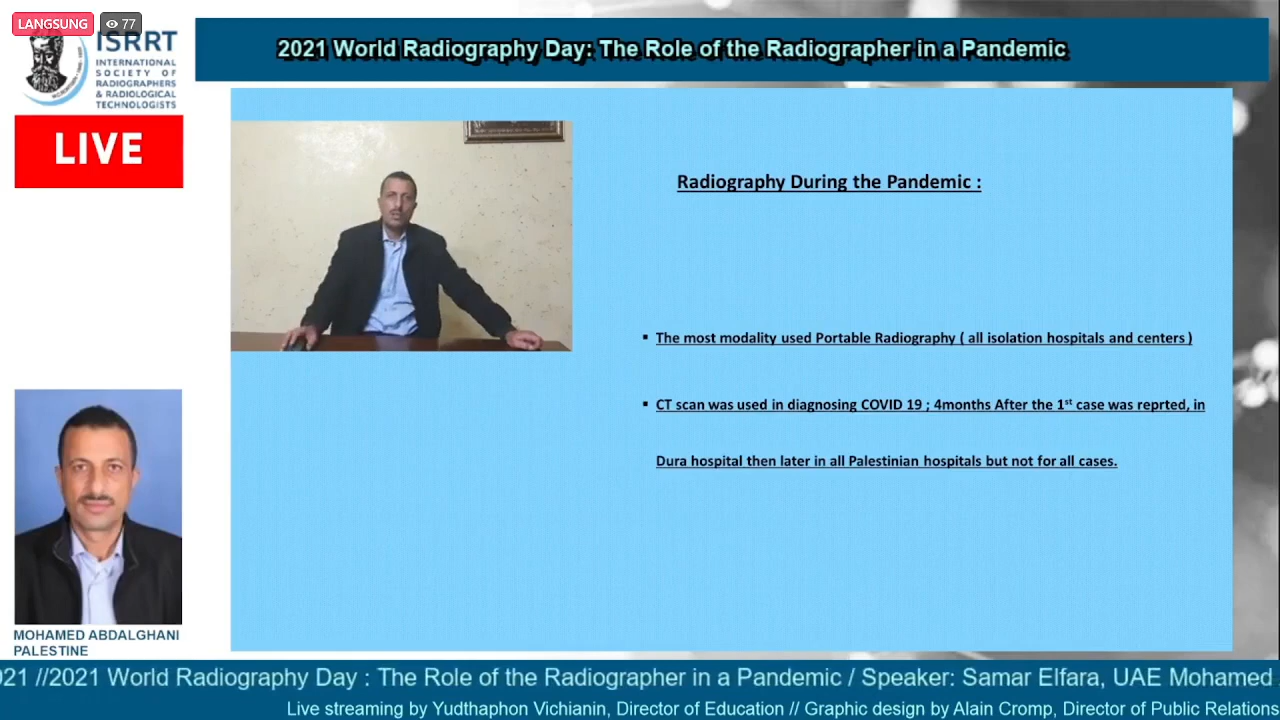 LANGSUNG 77
ISRRT
INTERNATIONAL
SOCIETY OF
RADIOGRAPHERS
& RADIOLOGICAL
TECHNOLOGISTS
2021 World Radiography Day: The Role of the Radiographer in a Pandemic
LIVE
Radiography During the Pandemic :
▪ The most modality used Portable Radiography ( all isolation hospitals and centers )
▪ CT scan was used in diagnosing COVID 19 ; 4months After the 1st case was reprted, in
Dura hospital then later in all Palestinian hospitals but not for all cases.
MOHAMED ABDALGHANI
PALESTINE
021 //2021 World Radiography Day : The Role of the Radiographer in a Pandemic / Speaker: Samar Elfara, UAE Mohamed
Live streaming by Yudthaphon Vichianin, Director of Education // Graphic design by Alain Cromp, Director of Public Relations